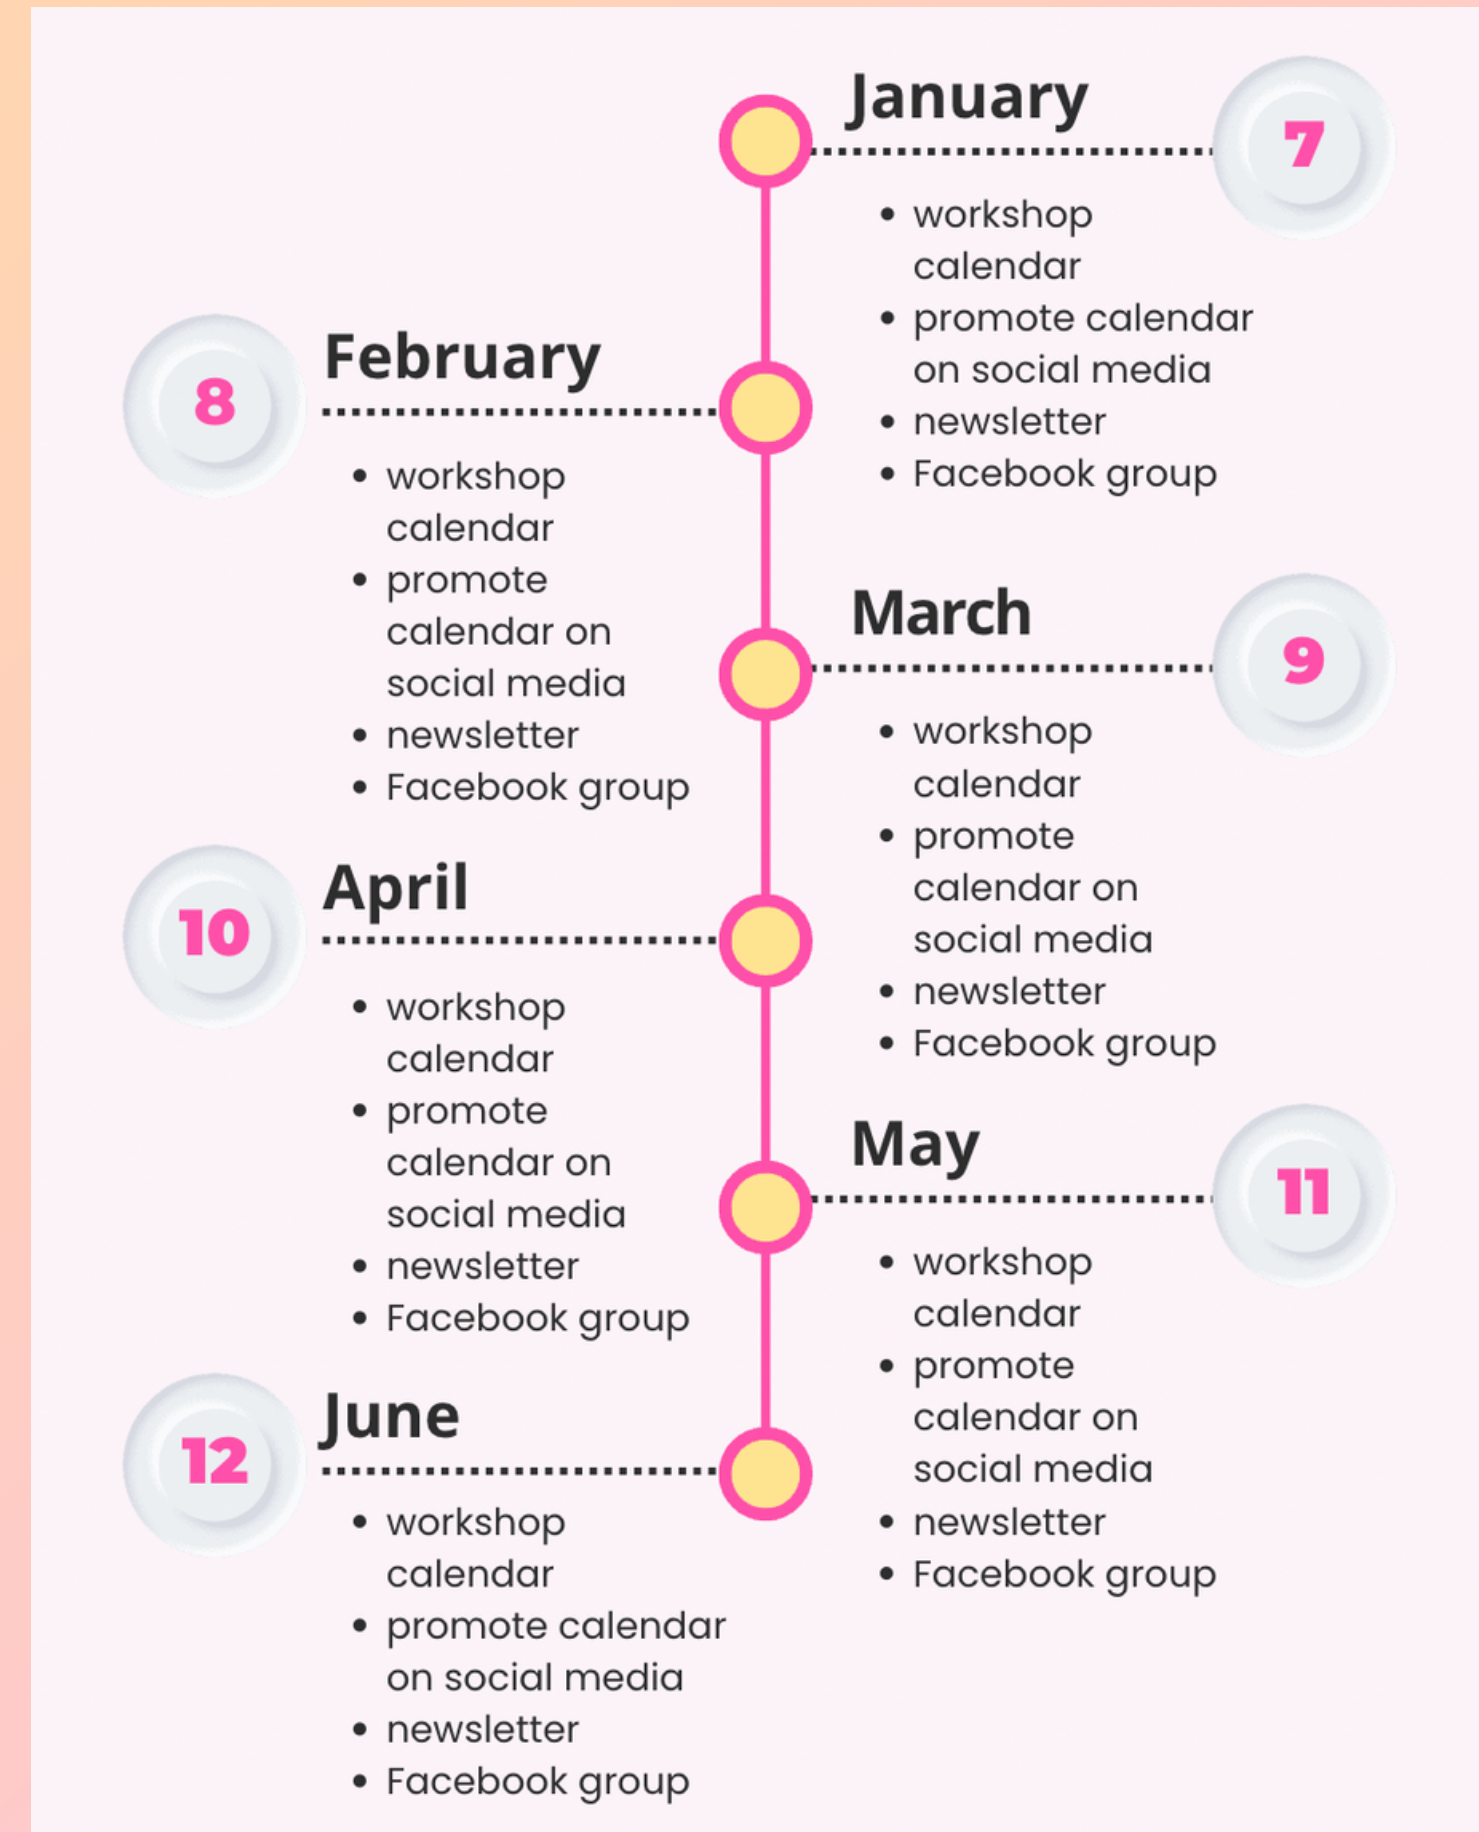 January
7
• workshop
calendar
• promote calendar
on social media
• newsletter
• Facebook group
February
8
• workshop
calendar
• promote
calendar on
social media
• newsletter
• Facebook group
March
9
• workshop
calendar
• promote
calendar on
social media
• newsletter
• Facebook group
April
10
• workshop
calendar
• promote
calendar on
social media
• newsletter
• Facebook group
May
11
• workshop
calendar
• promote
calendar on
social media
• newsletter
• Facebook group
June
12
• workshop
calendar
• promote calendar
on social media
• newsletter
• Facebook group